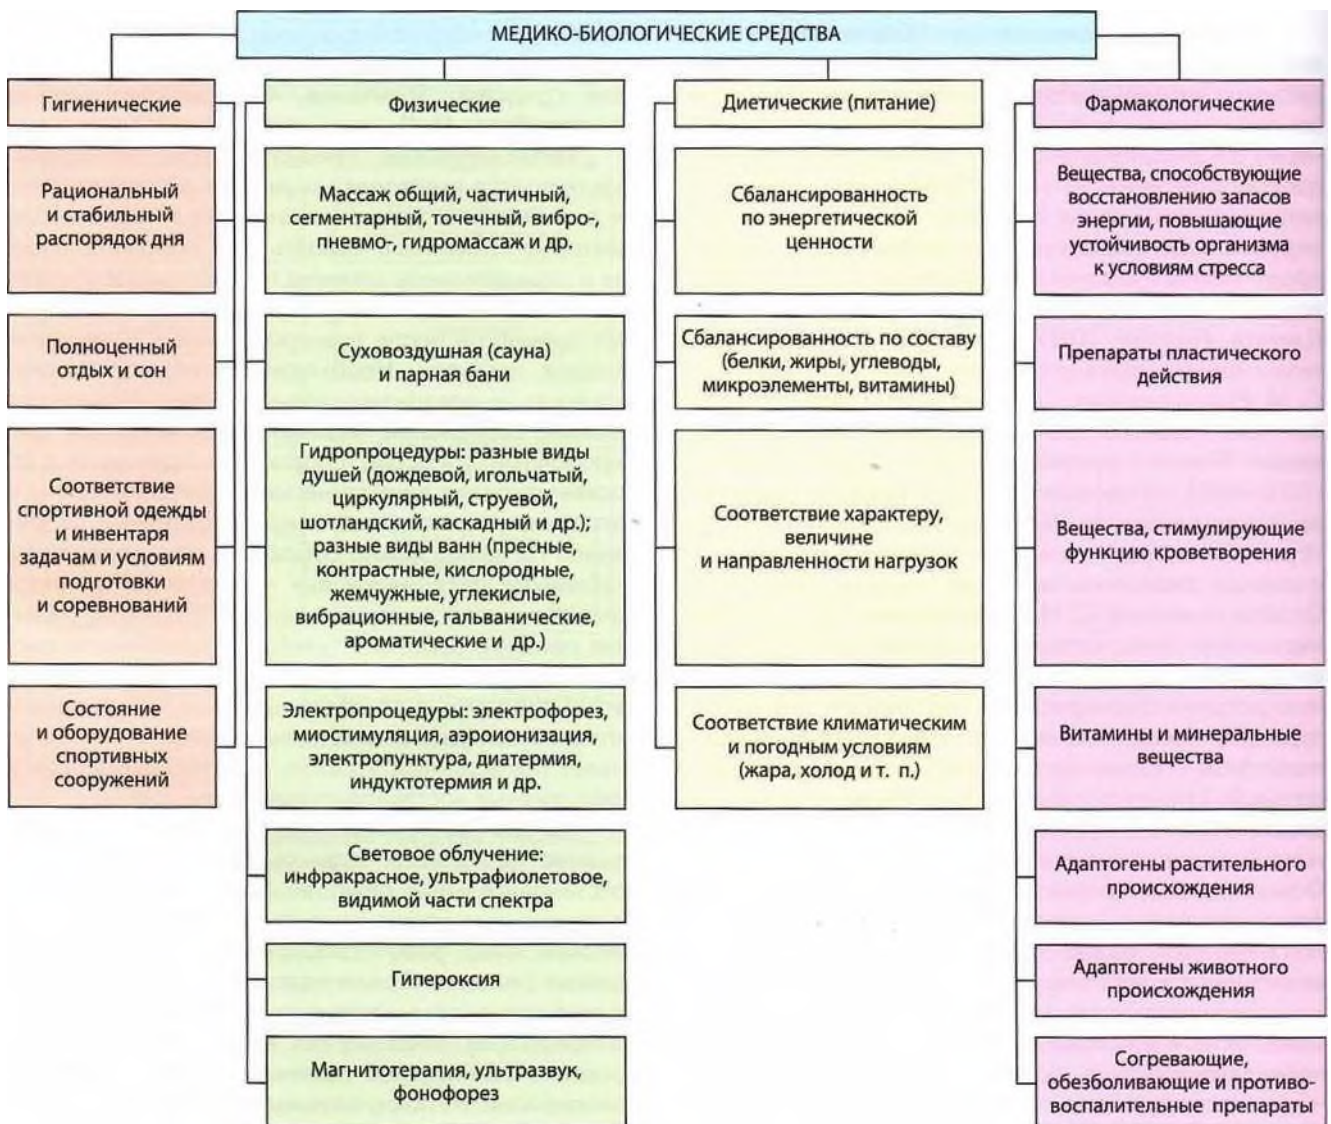 МЕДИКО-БИОЛОГИЧЕСКИЕ СРЕДСТВА
Гигиенические
Рациональный
и стабильный
распорядок дня
Полноценный
отдых и сон
Соответствие
спортивной одежды
и инвентаря
задачам и условиям
подготовки
и соревнований
Состояние
и оборудование
спортивных
сооружений
Физические
Массаж общий, частичный,
сегментарный, точечный, вибро-,
пневмо-, гидромассаж и др.
Суховоздушная (сауна)
и парная бани
Гидропроцедуры: разные виды
душей (дождевой, игольчатый,
циркулярный, струевой,
шотландский, каскадный и др.);
разные виды ванн (пресные,
контрастные, кислородные,
жемчужные, углекислые,
вибрационные, гальванические,
ароматические и др.)
Электропроцедуры: электрофорез,
миостимуляция, аэроионизация,
электропунктура, диатермия,
индуктотермия и др.
Световое облучение:
инфракрасное, ультрафиолетовое,
видимой части спектра
Гипероксия
Магнитотерапия, ультразвук,
фонофорез
Диетические (питание)
Сбалансированность
по энергетической
ценности
Сбалансированность по составу
(белки, жиры, углеводы,
микроэлементы, витамины)
Соответствие характеру,
величине
и направленности нагрузок
Соответствие климатическим
и погодным условиям
(жара, холод и т. п.)
Фармакологические
Вещества, способствующие
восстановлению запасов
энергии, повышающие
устойчивость организма
к условиям стресса
Препараты пластического
действия
Вещества, стимулирующие
функцию кроветворения
Витамины и минеральные
вещества
Адаптогены растительного
происхождения
Адаптогены животного
происхождения
Согревающие,
обезболивающие и противо-
воспалительные препараты